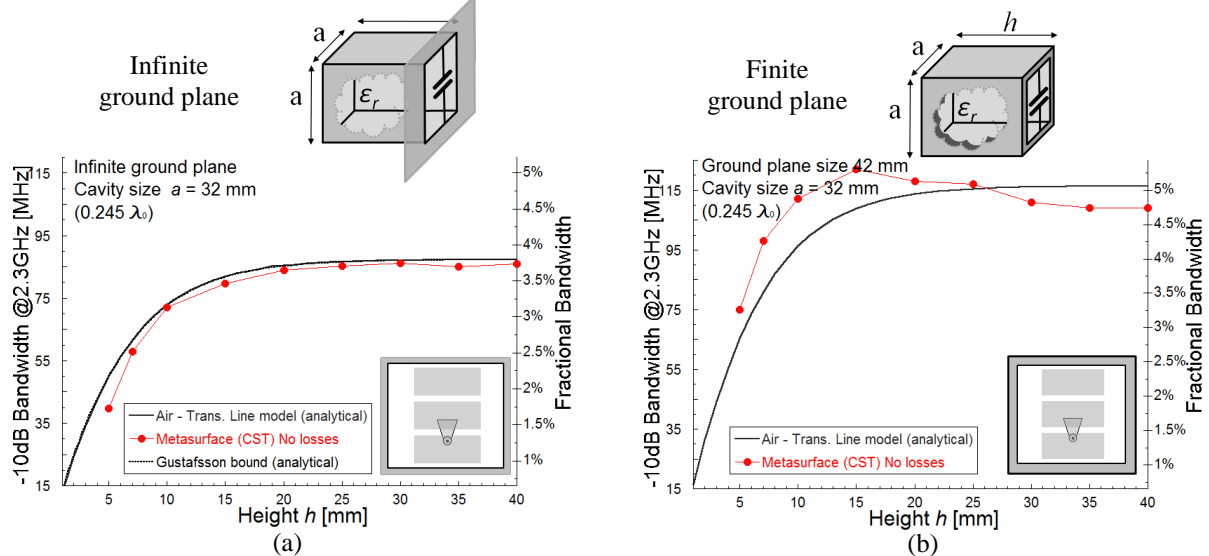 a
Infinite
ground plane
a
εr
Infinite ground plane
Cavity size a = 32 mm
(0.245 λ0)
-10dB Bandwidth @2.3GHz [MHz]
115
95
75
55
35
15
5%
4.5%
4%
3.5%
3%
2.5%
2%
1.5%
1%
Fractional Bandwidth
Air - Trans. Line model (analytical)
Metasurface (CST) No losses
Gustafsson bound (analytical)
5 10 15 20 25 30 35 40
Height h [mm]
(a)
h
a
Finite
ground plane
a
εr
Ground plane size 42 mm
Cavity size a = 32 mm
(0.245 λ0)
-10dB Bandwidth @2.3GHz [MHz]
115
95
75
55
35
15
5%
4.5%
4%
3.5%
3%
2.5%
2%
1.5%
1%
Fractional Bandwidth
Air - Trans. Line model (analytical)
Metasurface (CST) No losses
5 10 15 20 25 30 35 40
Height h [mm]
(b)